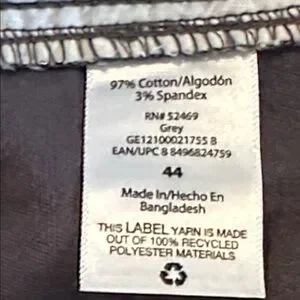 97% Cotton/Algodón
3% Spandex
RN# 52469
Grey
GE12100021755 B
EAN/UPC 8 8496824759
44
Made In/Hecho En
Bangladesh
THIS LABEL YARN IS MADE
OUT OF 100% RECYCLED
POLYESTER MATERIALS